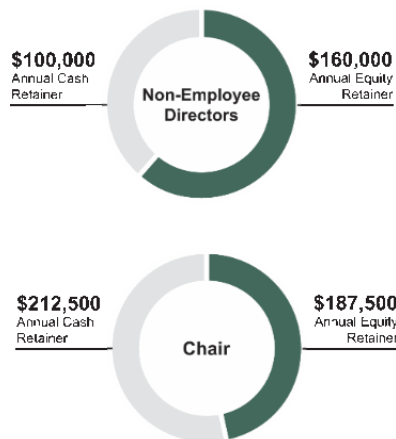 $100,000
Annual Cash
Retainer
Non-Employee
Directors
$160,000
Annual Equity
Retainer
$212,500
Annual Cash
Retainer
Chair
$187,500
Annual Equity
Retainer